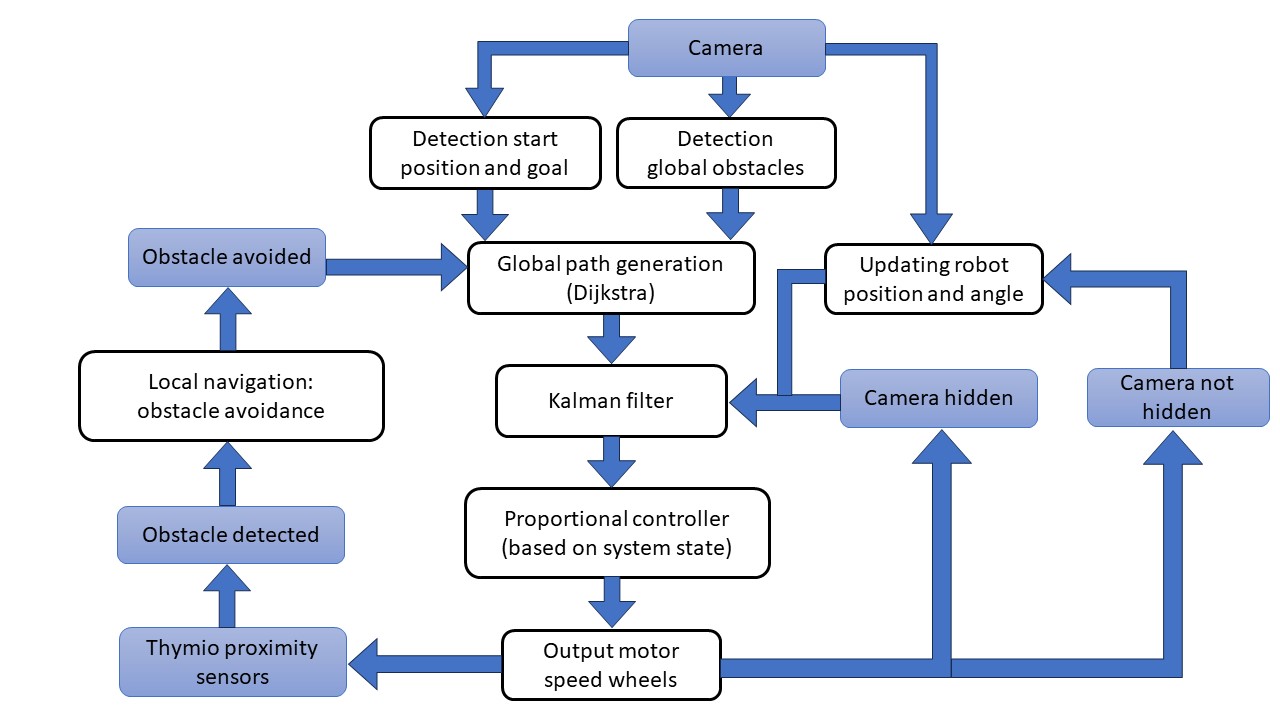 Camera
Detection start
position and goal
Detection
global obstacles
Obstacle avoided
Global path generation
(Dijkstra)
Updating robot
position and angle
Local navigation:
obstacle avoidance
Kalman filter
Camera hidden
Camera not
hidden
Obstacle detected
Proportional controller
(based on system state)
Thymio proximity
sensors
Output motor
speed wheels